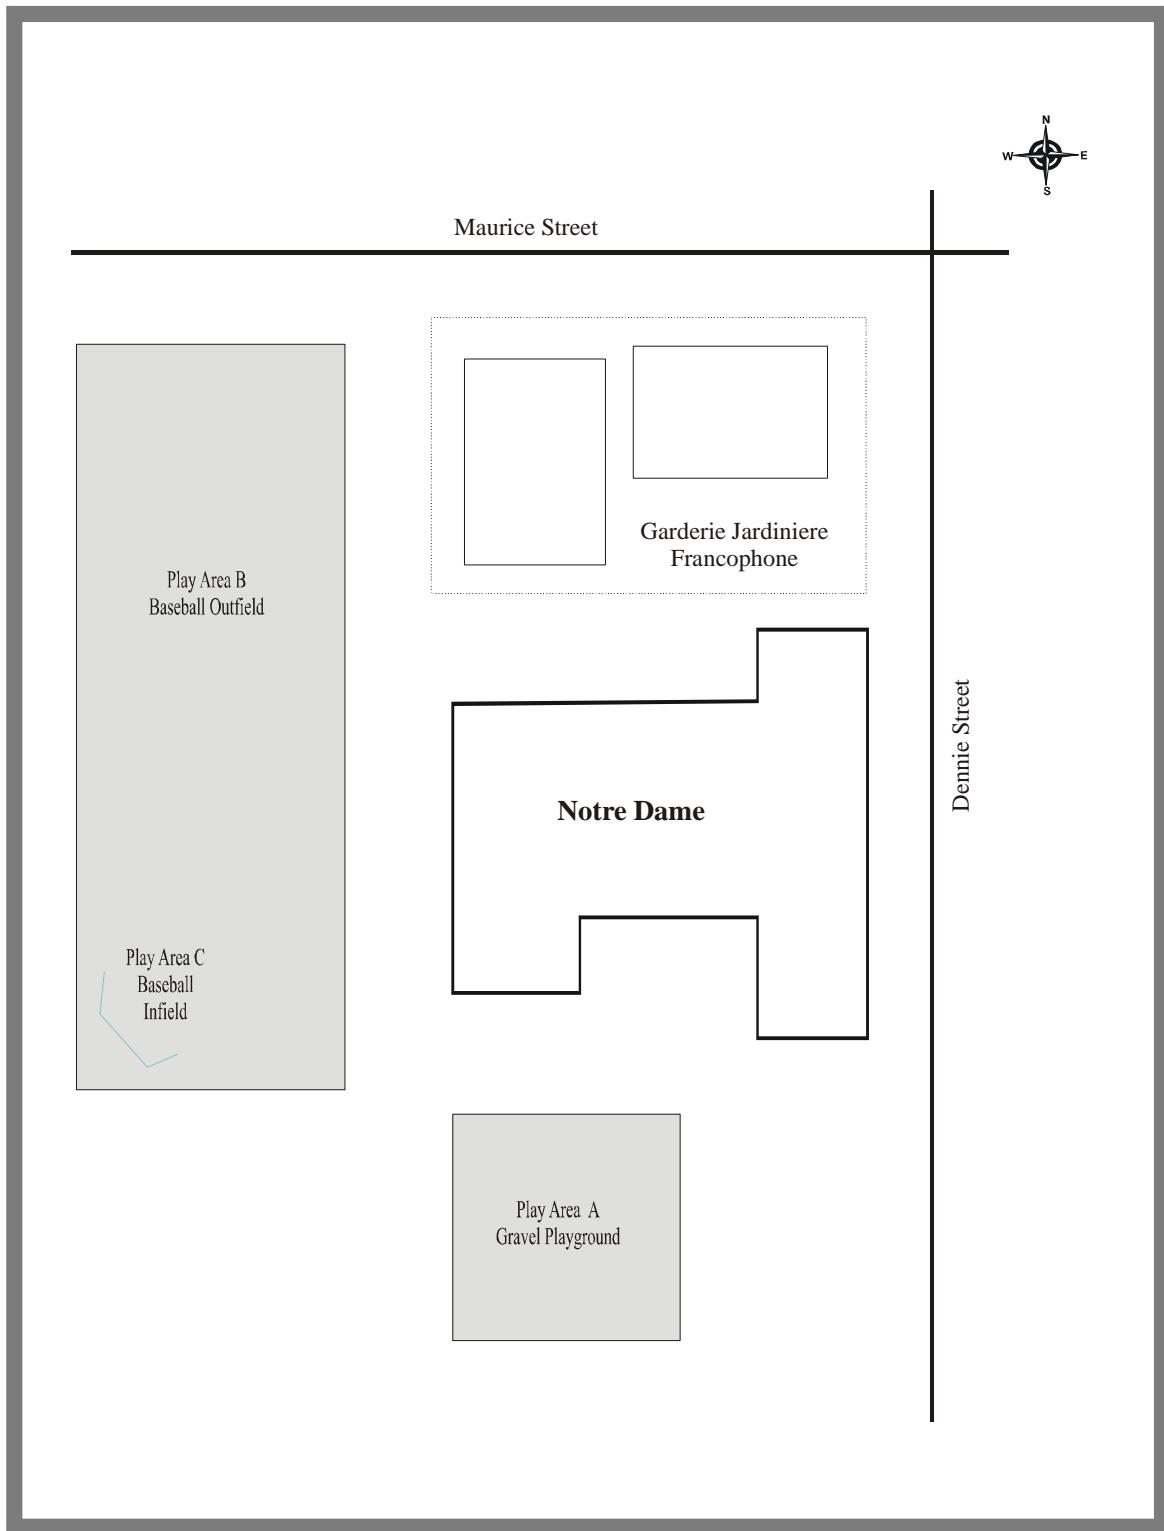 N
W E
S
Maurice Street
Garderie Jardiniere
Francophone
Play Area B
Baseball Outfield
Dennie Street
Notre Dame
Play Area C
Baseball
Infield
Play Area A
Gravel Playground